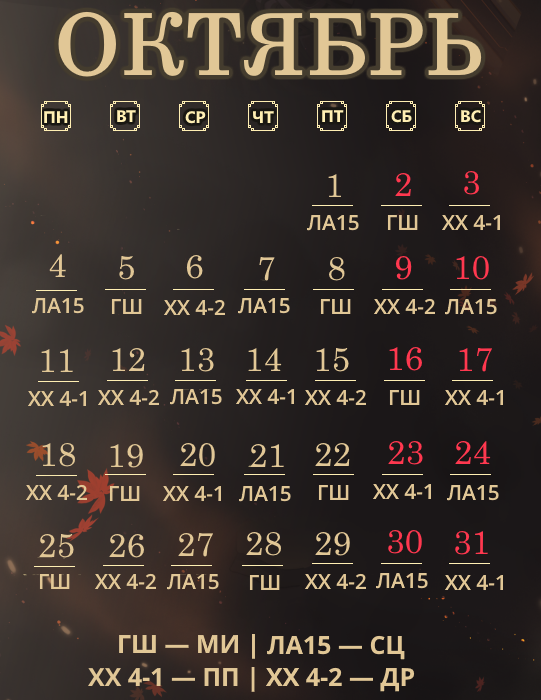 ОКТЯБРЬ
ПН ВТ СР ЧТ ПТ СБ ВС
1 2 3
ЛА15 ГШ ХХ 4-1
4 5 6 7 8 9 10
ЛА15 ГШ ХХ 4-2 ЛА15 ГШ ХХ 4-2 ЛА15
11 12 13 14 15 16 17
ХХ 4-1 ХХ 4-2 ЛА15 ХХ 4-1 ХХ 4-2 ГШ ХХ 4-1
18 19 20 21 22 23 24
ХХ 4-2 ГШ ХХ 4-1 ЛА15 ГШ ХХ 4-1 ЛА15
25 26 27 28 29 30 31
ГШ ХХ 4-2 ЛА15 ГШ ХХ 4-2 ЛА15 ХХ 4-1
ГШ — МИ | ЛА15 — СЦ
ХХ 4-1 — ПП | ХХ 4-2 — ДР